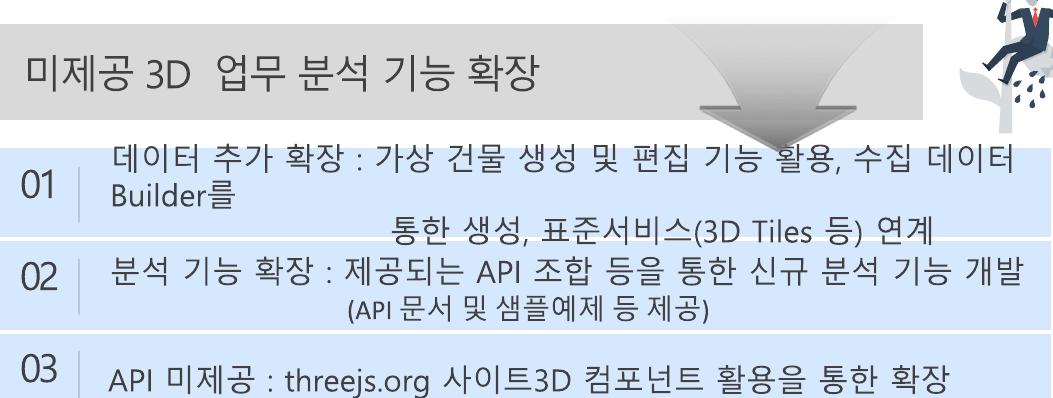 미제공 3D 업무 분석 기능 확장
01
데이터 추가 확장 : 가상 건물 생성 및 편집 기능 활용, 수집 데이터
Builder를
통한 생성, 표준서비스(3D Tiles 등) 연계
02
분석 기능 확장 : 제공되는 API 조합 등을 통한 신규 분석 기능 개발
(API 문서 및 샘플예제 등 제공)
03
API 미제공 : threejs.org 사이트3D 컴포넌트 활용을 통한 확장